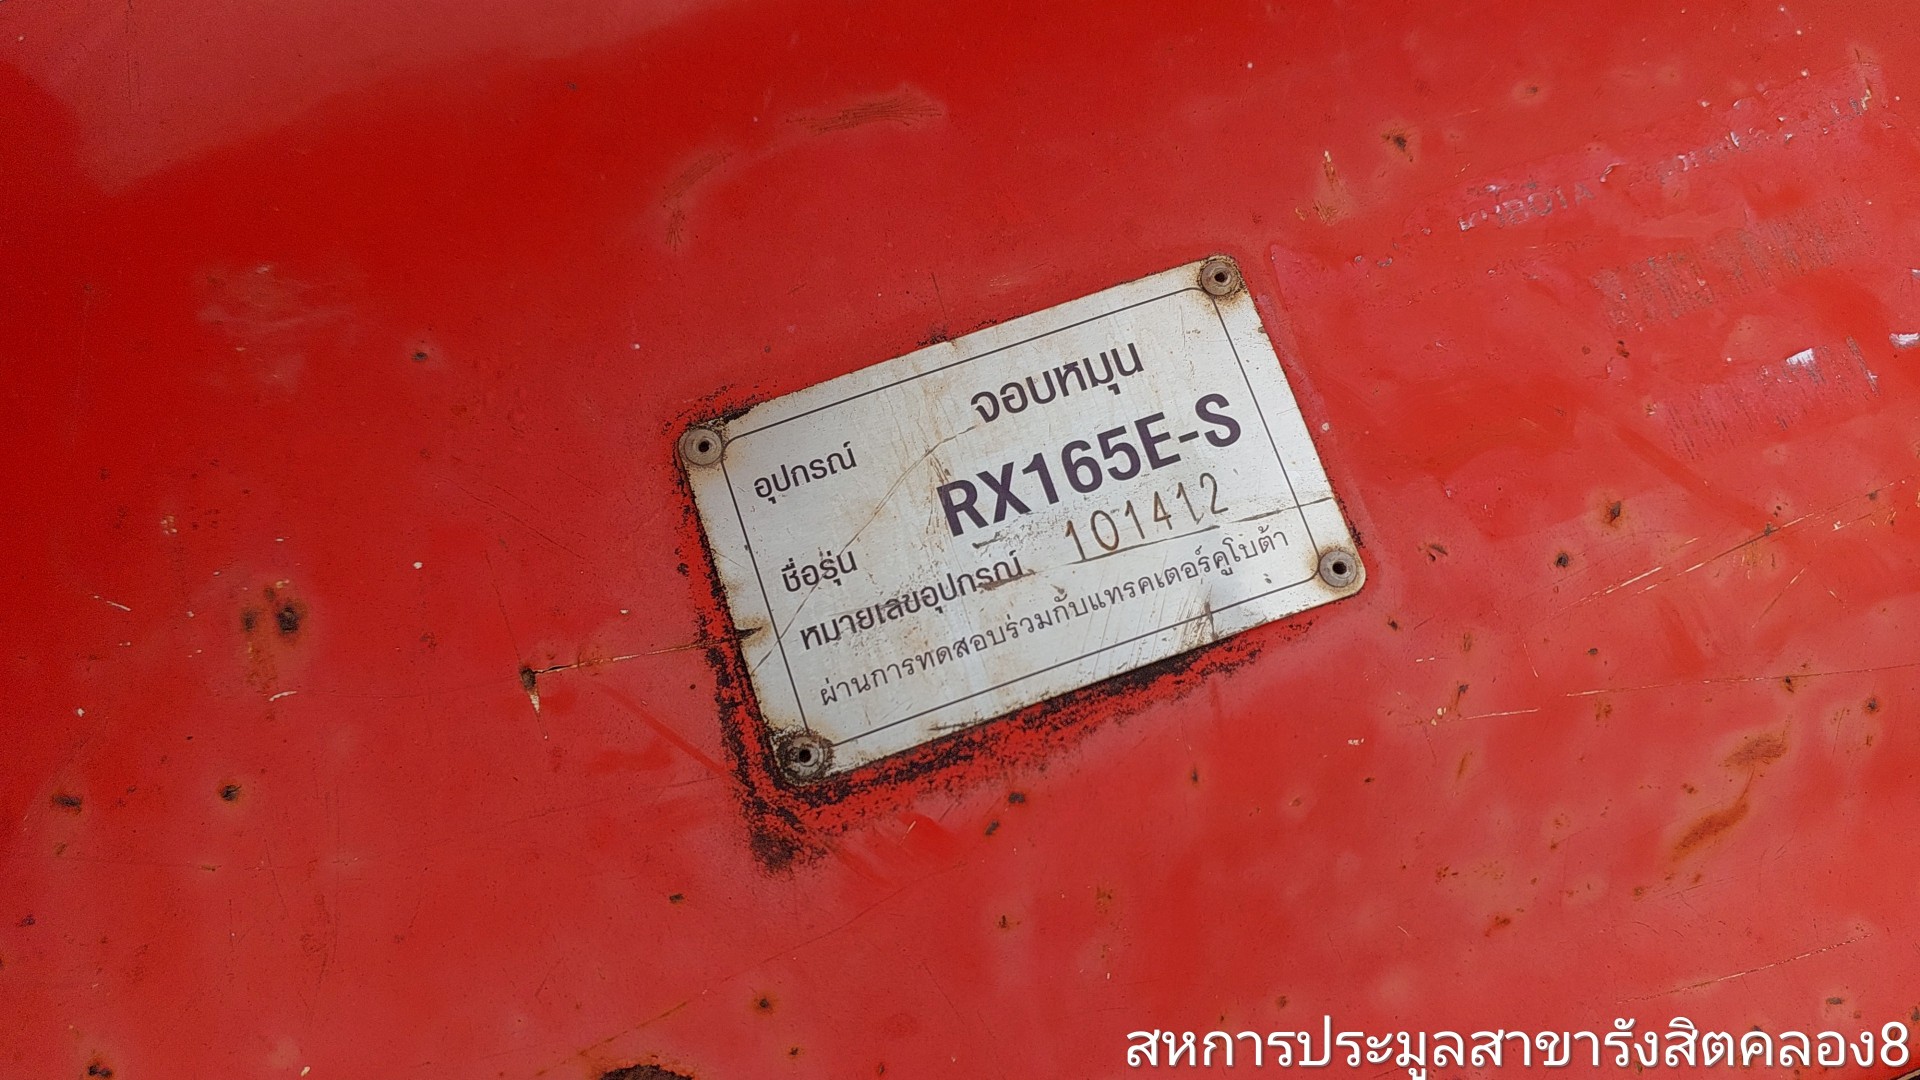 อุปกรณ์ จอบหมุน
ชื่อรุ่น RX165E-S
หมายเลขอุปกรณ์ 101412
ผ่านการทดสอบร่วมกับแทรคเตอร์คูโบต้า
สหการประมูลสาขารังสิตคลอง8